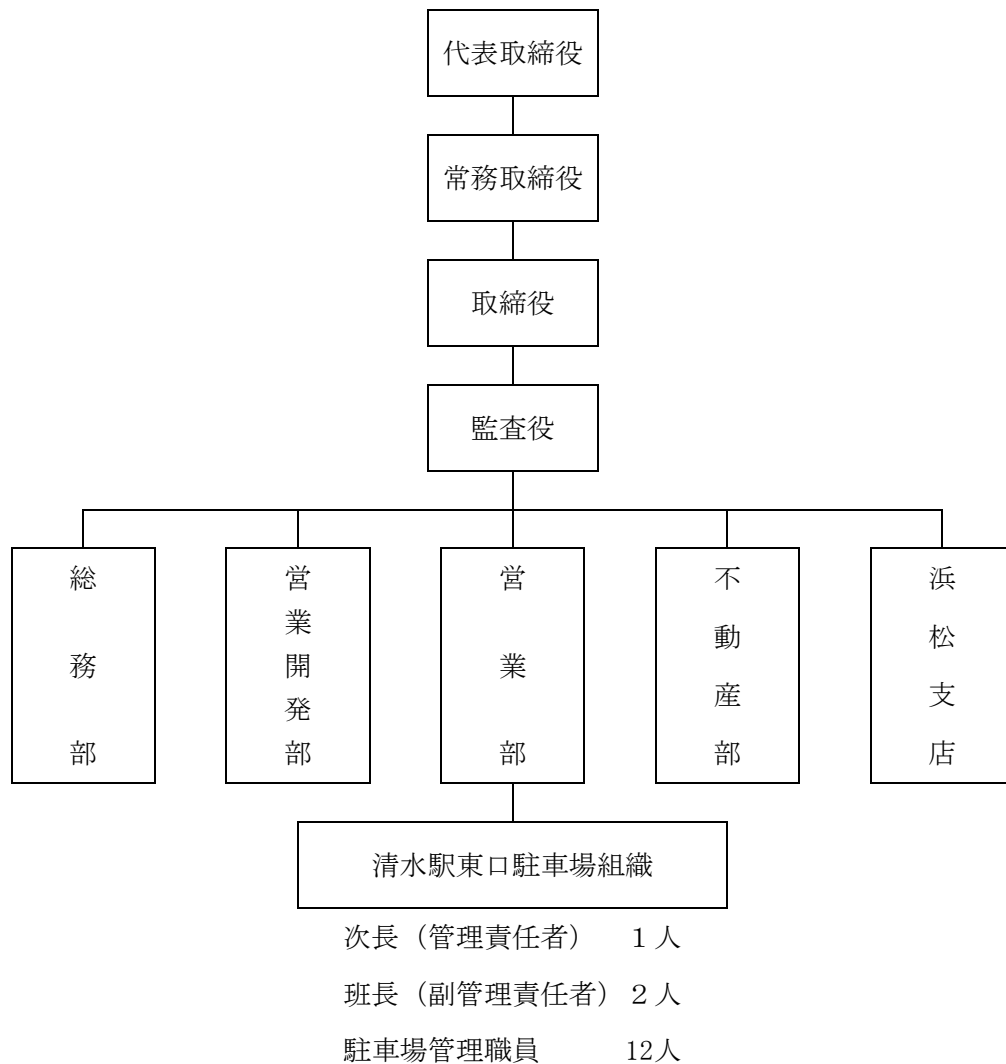 代表取締役
常務取締役
取締役
監査役
総務部
営業開発部
営業部
不動産部
浜松支店
清水駅東口駐車場組織
次長（管理責任者）　１人
班長（副管理責任者）２人
駐車場管理職員　12人